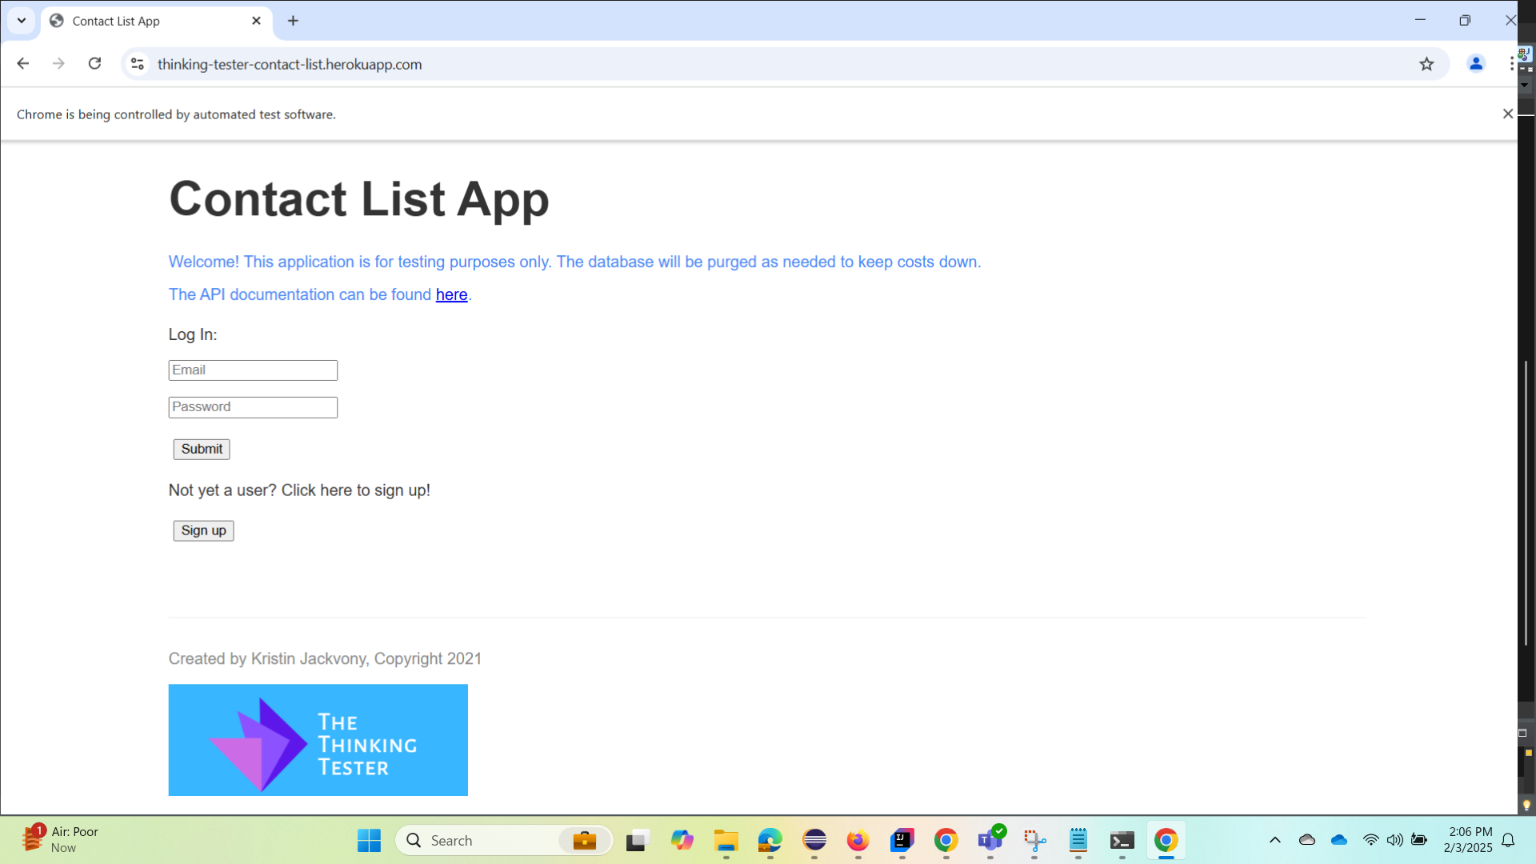 Contact List App
thinking-tester-contact-list.herokuapp.com
Chrome is being controlled by automated test software.
Contact List App
Welcome! This application is for testing purposes only. The database will be purged as needed to keep costs down.
The API documentation can be found here.
Log In:
Email
Password
Submit
Not yet a user? Click here to sign up!
Sign up
Created by Kristin Jackvony, Copyright 2021
THE
THINKING
TESTER
1
Air: Poor
Now
Search
IJ
2:06 PM
2/3/2025